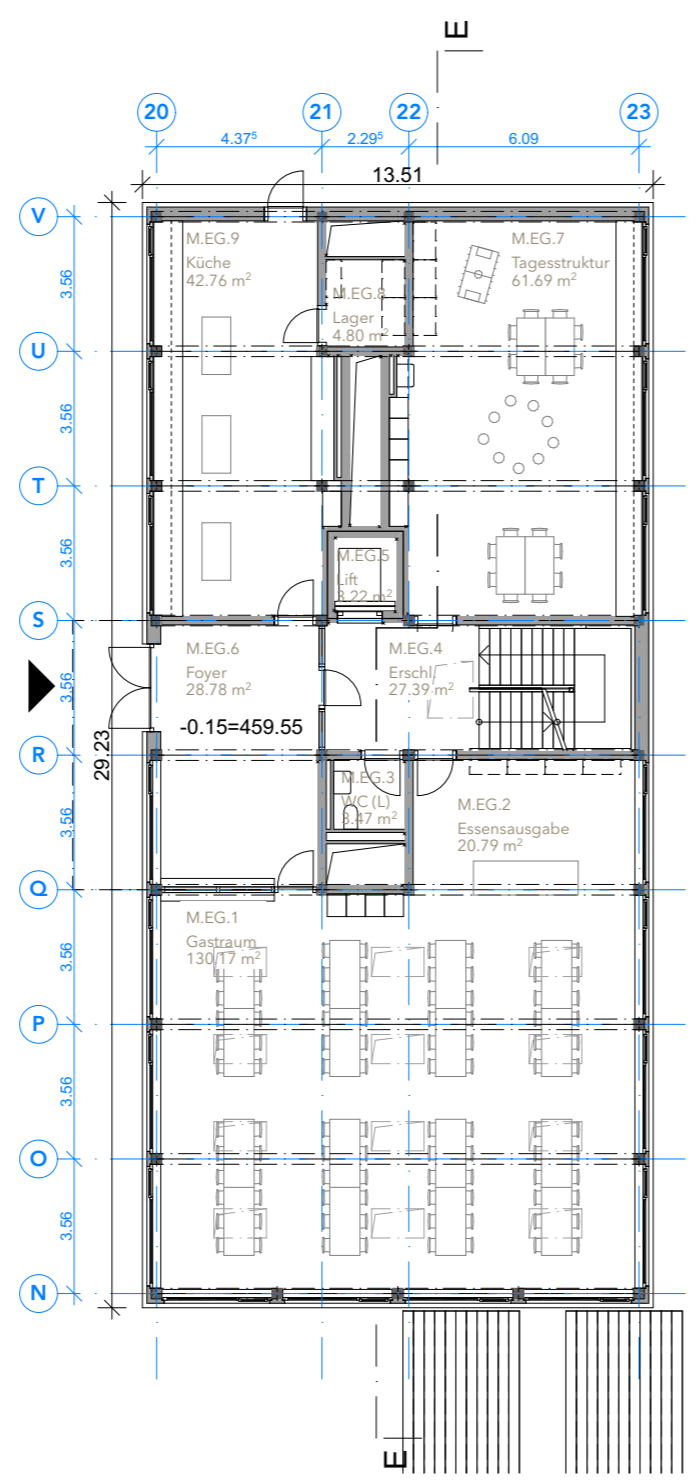 E
20
21
22
23
4.37⁵
2.29⁵
6.09
13.51
V
3.56
U
3.56
T
3.56
S
3.56
R
3.56
Q
3.56
P
3.56
O
3.56
N
29.23
M.EG.9
Küche
42.76 m²
M.EG.8
Lager
4.80 m²
M.EG.7
Tagesstruktur
61.69 m²
M.EG.5
Lift
3.22 m²
M.EG.6
Foyer
28.78 m²
-0.15=459.55
M.EG.4
Erschl.
27.39 m²
M.EG.3
WC (L)
3.47 m²
M.EG.2
Essensausgabe
20.79 m²
M.EG.1
Gastraum
130.17 m²
E